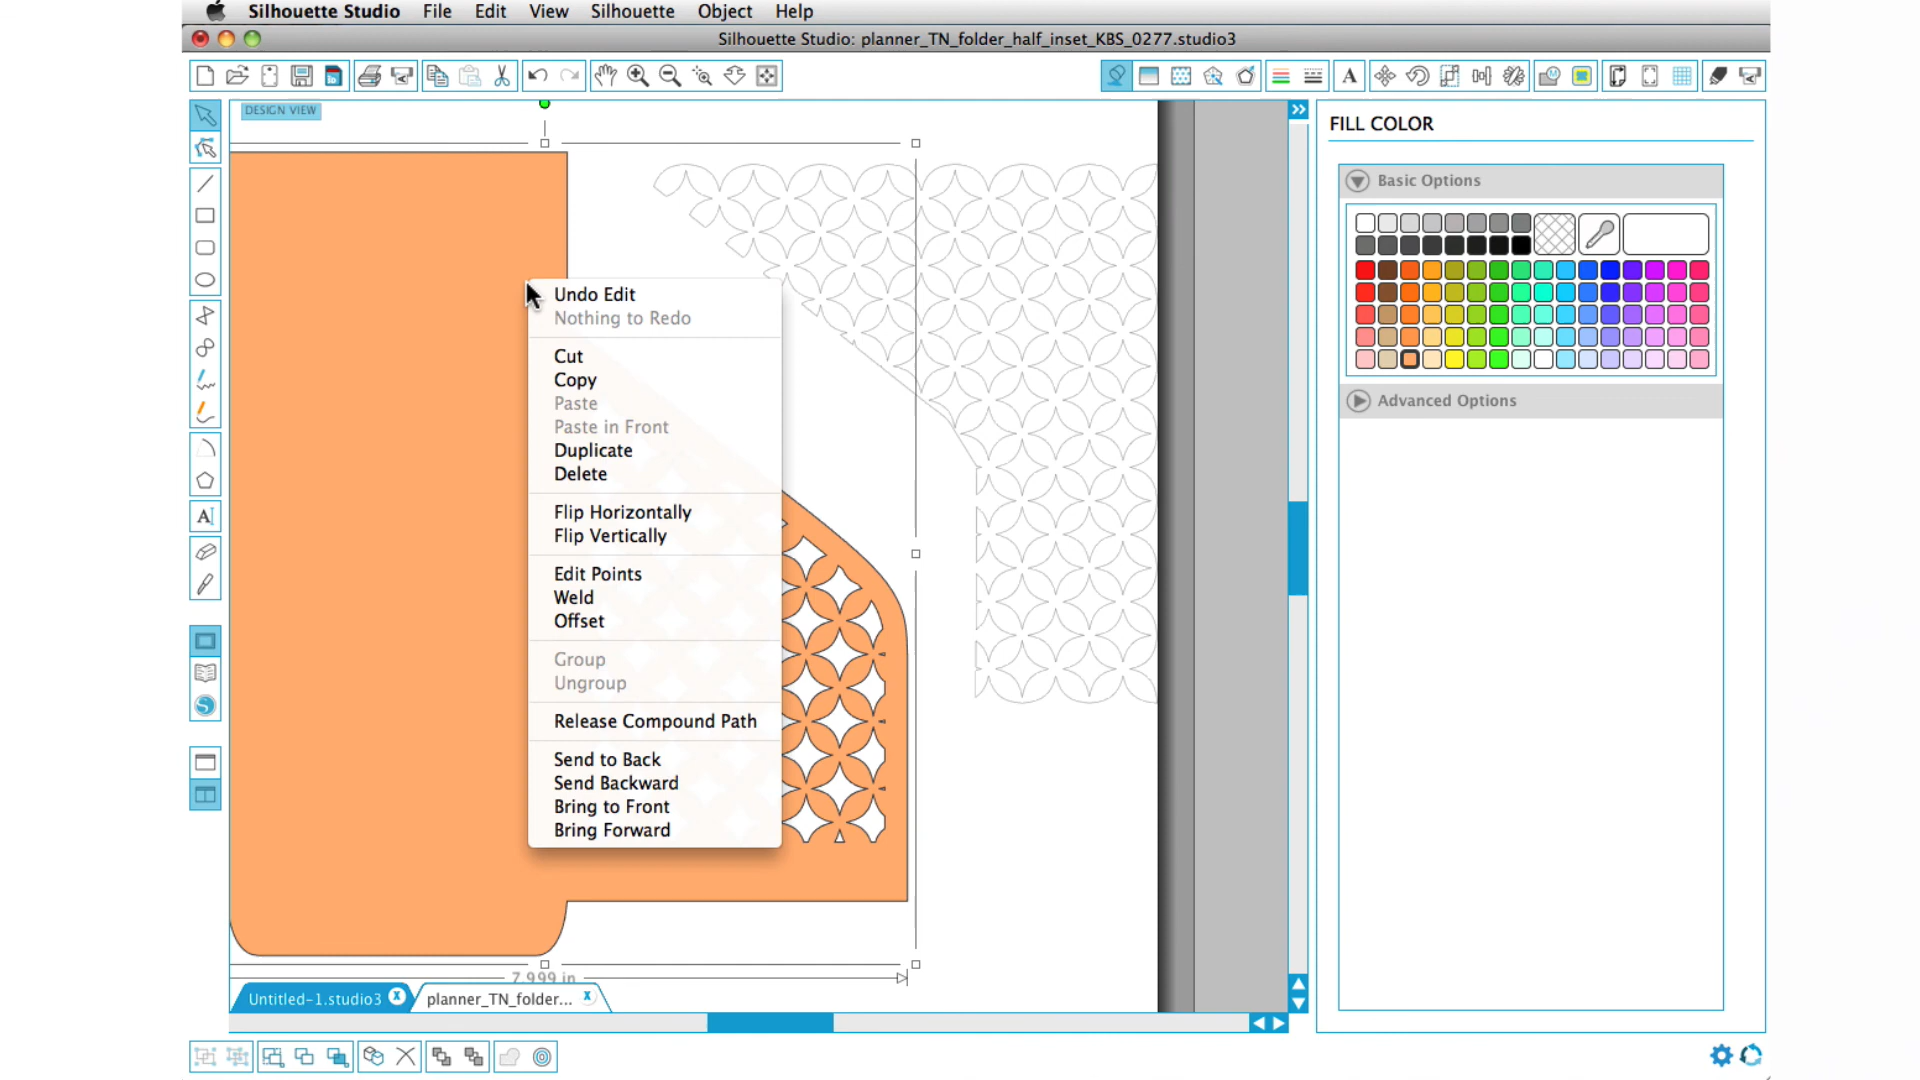 Silhouette Studio File Edit View Silhouette Object Help
Silhouette Studio: planner_TN_folder_half_inset_KBS_0277.studio3
DESIGN VIEW
FILL COLOR
Basic Options
Advanced Options
Undo Edit
Nothing to Redo
Cut
Copy
Paste
Paste in Front
Duplicate
Delete
Flip Horizontally
Flip Vertically
Edit Points
Weld
Offset
Group
Ungroup
Release Compound Path
Send to Back
Send Backward
Bring to Front
Bring Forward
7.999 in
Untitled-1.studio3 x planner_TN_folder... x